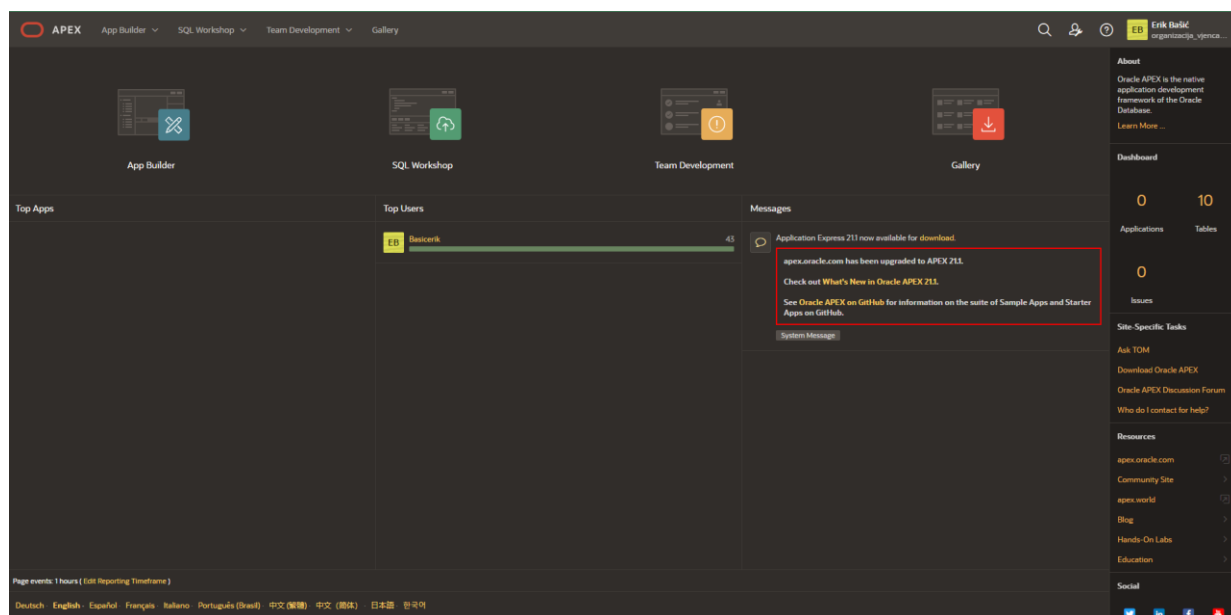 APEX App Builder SQL Workshop Team Development Gallery
EB Erik Bašić
organizacija_vjenca...
App Builder
SQL Workshop
Team Development
Gallery
Top Apps
Top Users
EB Basicerik 43
Messages
Application Express 21.1 now available for download.
apex.oracle.com has been upgraded to APEX 21.1.
Check out What's New in Oracle APEX 21.1.
See Oracle APEX on GitHub for information on the suite of Sample Apps and Starter
Apps on GitHub.
System Message
About
Oracle APEX is the native
application development
framework of the Oracle
Database.
Learn More ...
Dashboard
0 10
Applications Tables
0
Issues
Site-Specific Tasks
Ask TOM
Download Oracle APEX
Oracle APEX Discussion Forum
Who do I contact for help?
Resources
apex.oracle.com
Community Site
apex.world
Blog
Hands-On Labs
Education
Social
Page events: 1 hours ( Edit Reporting Timeframe )
Deutsch English Español Français Italiano Português (Brasil) 中文 (繁體) 中文 (简体) 日本語 한국어